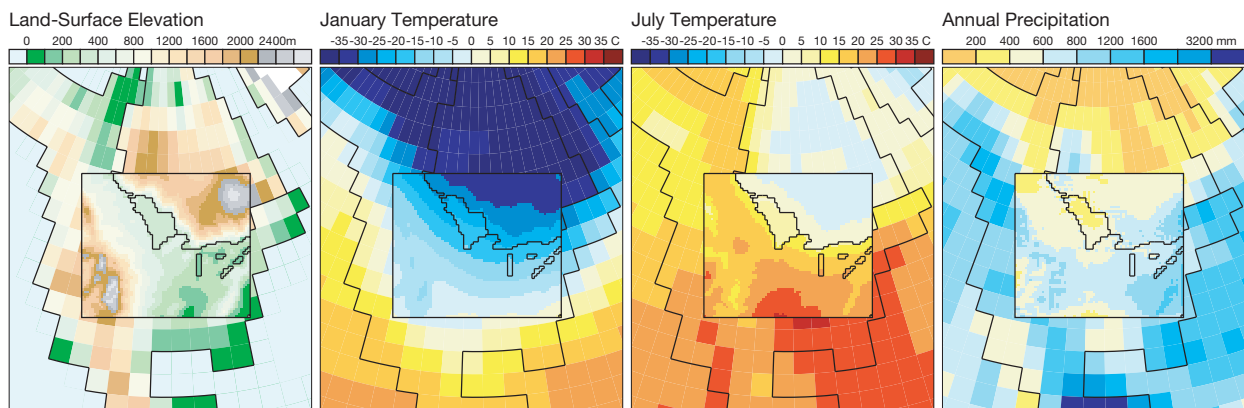 Land-Surface Elevation
0 200 400 800 1200 1600 2000 2400m
January Temperature
-35-30-25-20-15-10-5 0 5 10 15 20 25 30 35 C
July Temperature
-35-30-25-20-15-10-5 0 5 10 15 20 25 30 35 C
Annual Precipitation
200 400 600 800 1200 1600 3200 mm